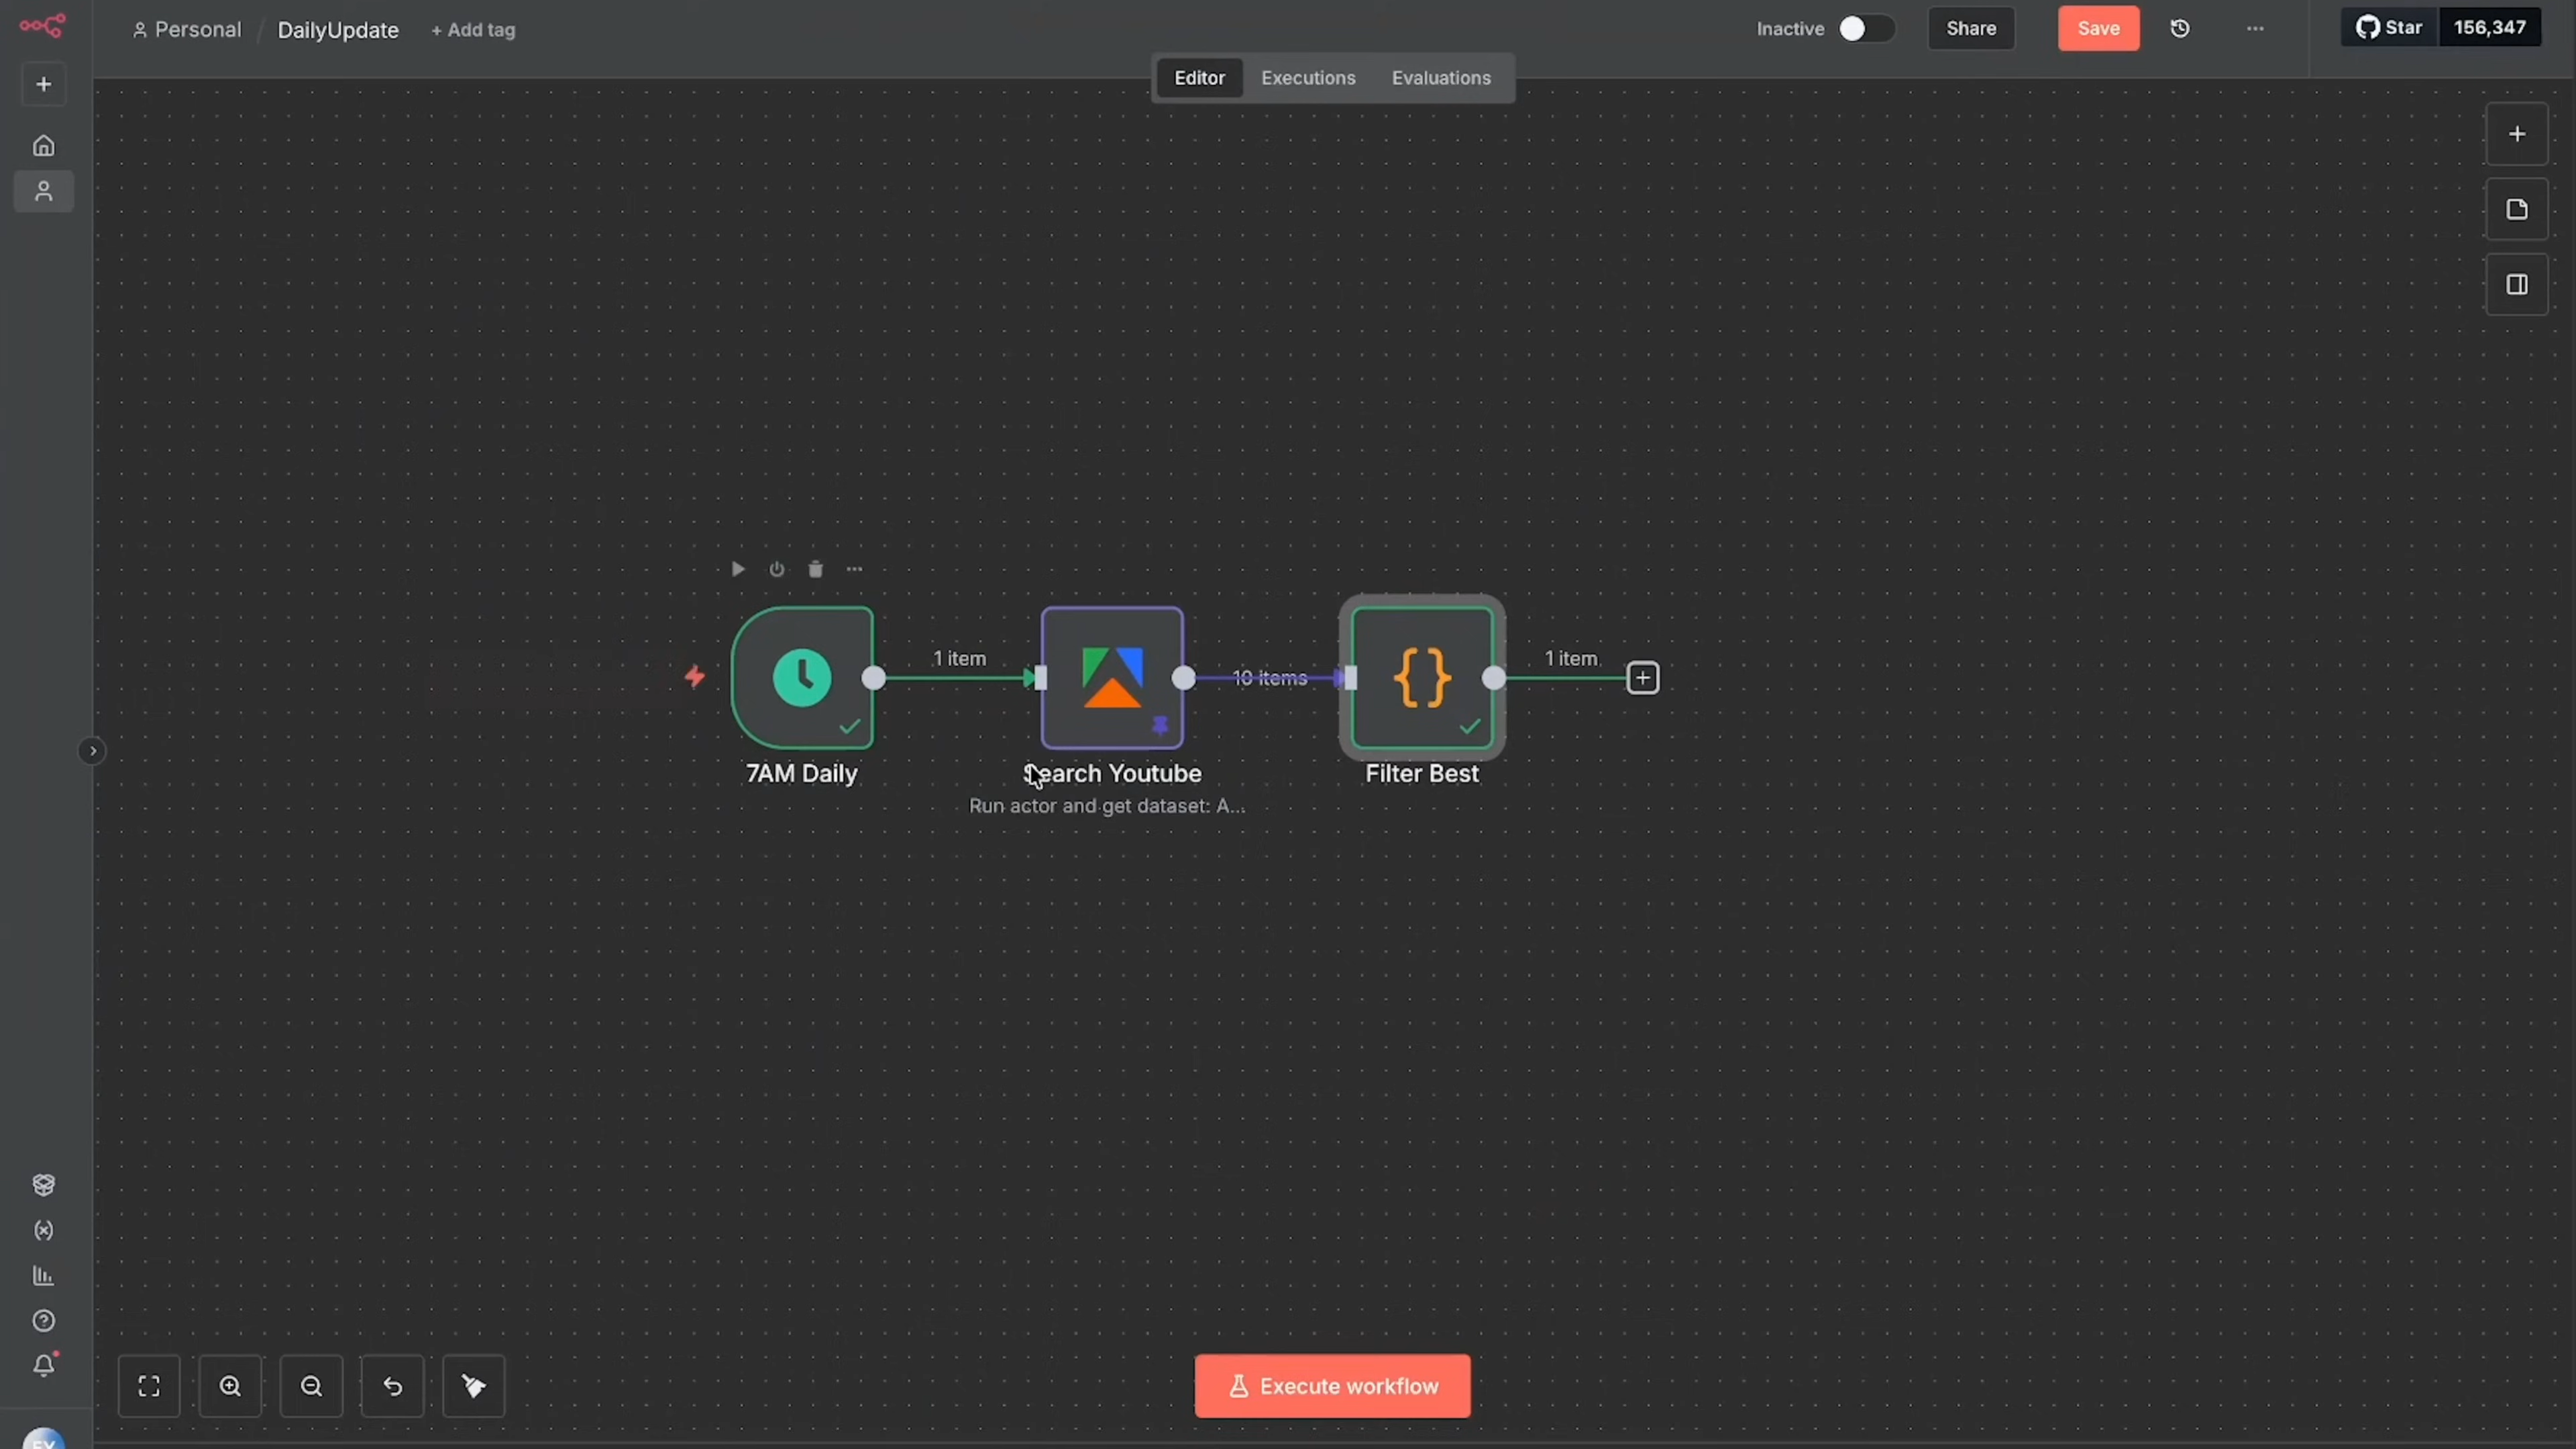 Personal / DailyUpdate + Add tag
Inactive
Share
Save
Star 156,347
Editor Executions Evaluations
1 item
10 items
1 item
7AM Daily
Search Youtube
Filter Best
Run actor and get dataset: A...
Execute workflow